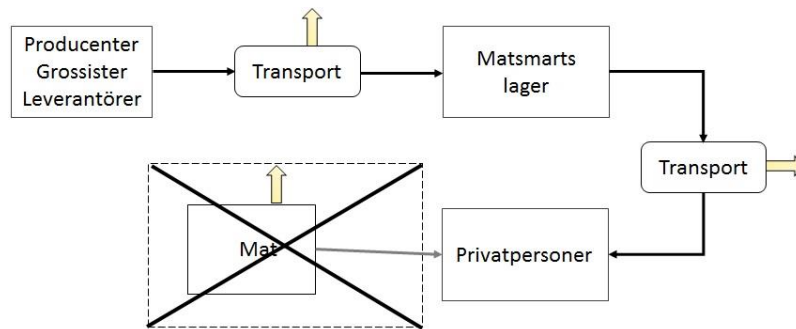 Producenter
Grossister
Leverantörer
Transport
Matsmarts
lager
Transport
Mat
Privatpersoner